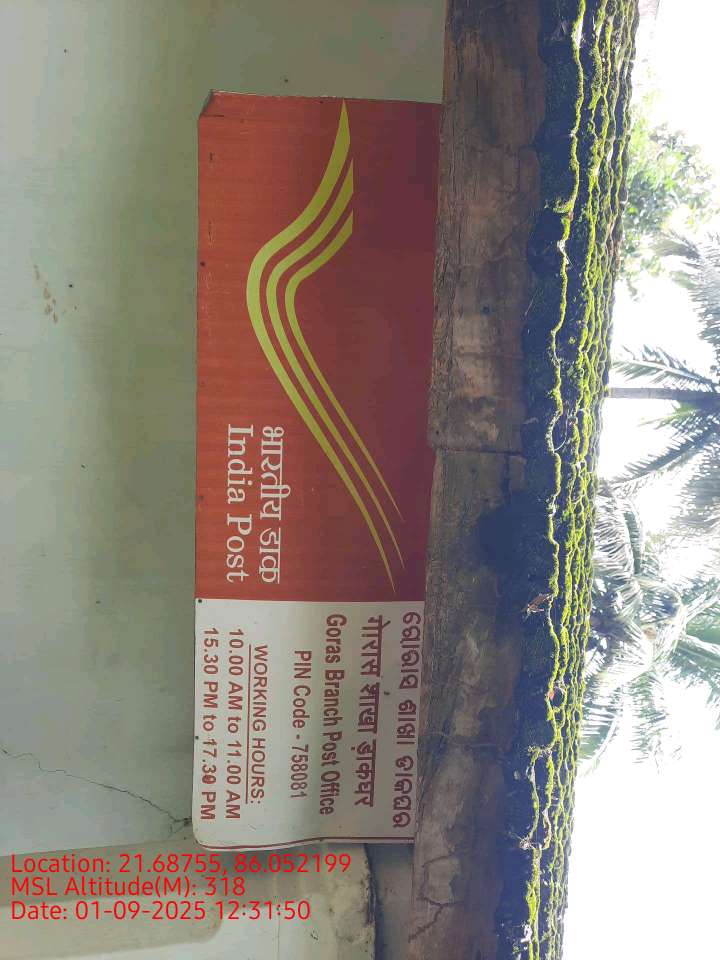 भारतीय डाक
India Post
ଗୋରାସ ଶାଖା ଡାକଘର
गोरास शाखा ड़ाकघर
Goras Branch Post Office
PIN Code - 758081
WORKING HOURS:
10.00 AM to 11.00 AM
15.30 PM to 17.30 PM
Location: 21.68755, 86.052199
MSL Altitude(M): 318
Date: 01-09-2025 12:31:50